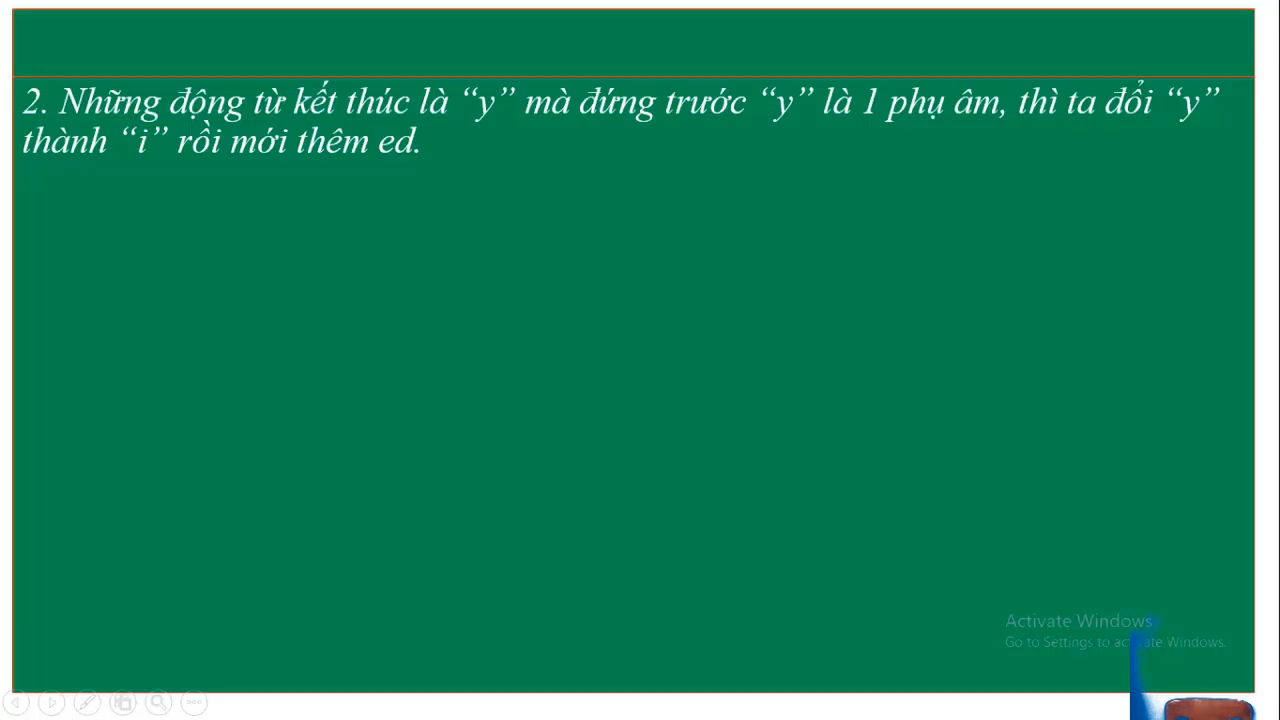 2. Những động từ kết thúc là “y” mà đứng trước “y” là 1 phụ âm, thì ta đổi “y”
thành “i” rồi mới thêm ed.
Activate Windows
Go to Settings to activate Windows.